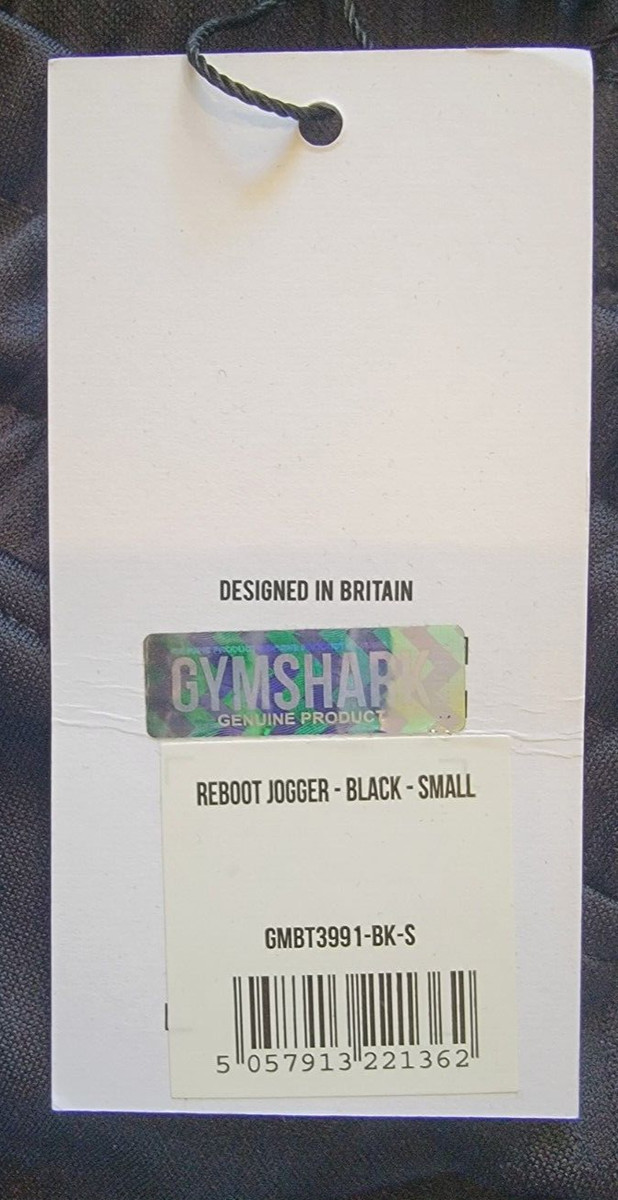 DESIGNED IN BRITAIN
GYMSHARK
GENUINE PRODUCT
REBOOT JOGGER - BLACK - SMALL
GMBT3991-BK-S
5 057913 221362